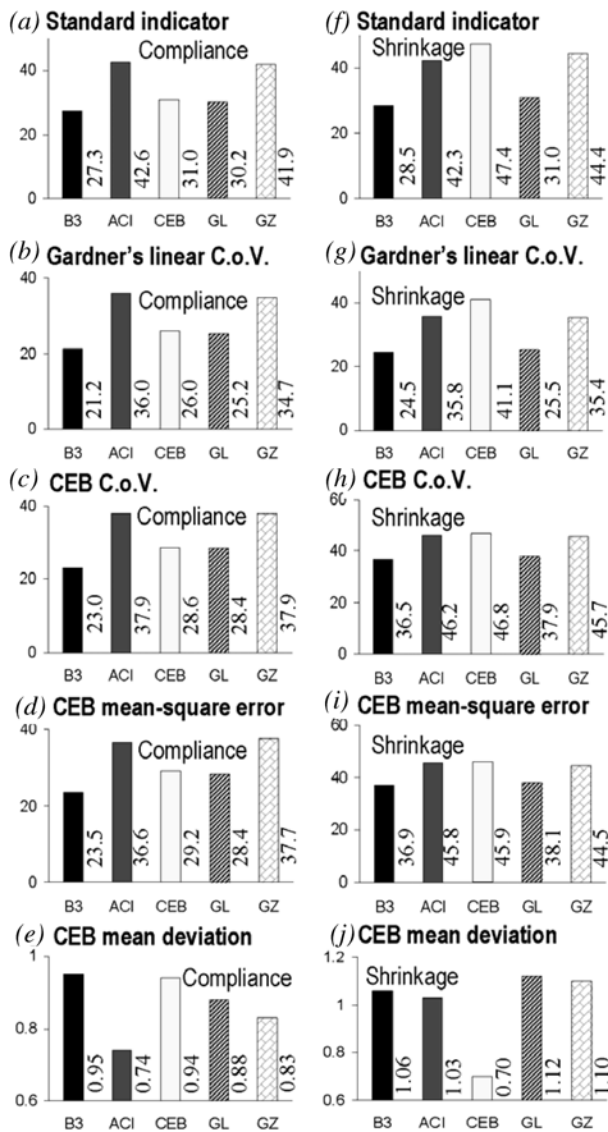 (a) Standard indicator
Compliance
40
20
0
27.3 42.6 31.0 30.2 41.9
B3 ACI CEB GL GZ
(b) Gardner's linear C.o.V.
Compliance
40
20
0
21.2 36.0 26.0 25.2 34.7
B3 ACI CEB GL GZ
(c) CEB C.o.V.
Compliance
40
20
0
23.0 37.9 28.6 28.4 37.9
B3 ACI CEB GL GZ
(d) CEB mean-square error
Compliance
40
20
0
23.5 36.6 29.2 28.4 37.7
B3 ACI CEB GL GZ
(e) CEB mean deviation
Compliance
1
0.8
0.6
0.95 0.74 0.94 0.88 0.83
B3 ACI CEB GL GZ
(f) Standard indicator
Shrinkage
40
20
0
28.5 42.3 47.4 31.0 44.4
B3 ACI CEB GL GZ
(g) Gardner's linear C.o.V.
Shrinkage
40
20
0
24.5 35.8 41.1 25.5 35.4
B3 ACI CEB GL GZ
(h) CEB C.o.V.
Shrinkage
60
40
20
0
36.5 46.2 46.8 37.9 45.7
B3 ACI CEB GL GZ
(i) CEB mean-square error
Shrinkage
60
40
20
0
36.9 45.8 45.9 38.1 44.5
B3 ACI CEB GL GZ
(j) CEB mean deviation
Shrinkage
1.2
1
0.8
0.6
1.06 1.03 0.70 1.12 1.10
B3 ACI CEB GL GZ